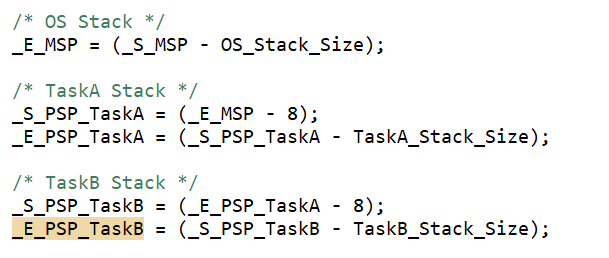 /* OS Stack */
_E_MSP = (_S_MSP - OS_Stack_Size);
/* TaskA Stack */
_S_PSP_TaskA = (_E_MSP - 8);
_E_PSP_TaskA = (_S_PSP_TaskA - TaskA_Stack_Size);
/* TaskB Stack */
_S_PSP_TaskB = (_E_PSP_TaskA - 8);
_E_PSP_TaskB = (_S_PSP_TaskB - TaskB_Stack_Size);